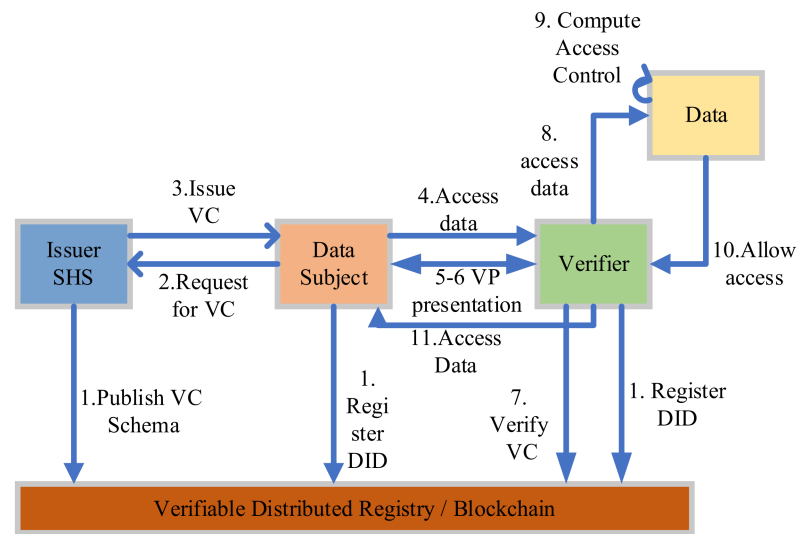 9. Compute
Access
Control
Data
8.
access
data
3.Issue
VC
4.Access
data
Issuer
SHS
Data
Subject
Verifier
10.Allow
access
2.Request
for VC
5-6 VP
presentation
11.Access
Data
1.Publish VC
Schema
1.
Regi
ster
DID
7.
Verify
VC
1. Register
DID
Verifiable Distributed Registry / Blockchain